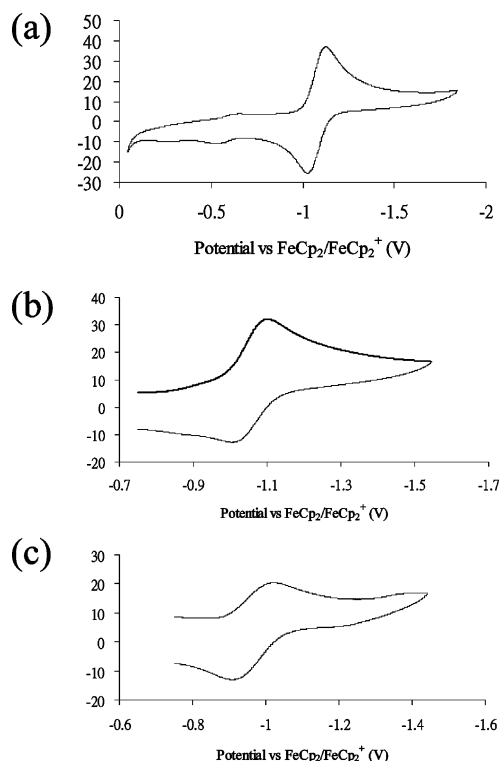 (a)
50
40
30
20
10
0
-10
-20
-30
0 -0.5 -1 -1.5 -2
Potential vs FeCp2/FeCp2+ (V)
(b)
40
30
20
10
0
-10
-20
-0.7 -0.9 -1.1 -1.3 -1.5 -1.7
Potential vs FeCp2/FeCp2+ (V)
(c)
30
20
10
0
-10
-20
-0.6 -0.8 -1 -1.2 -1.4 -1.6
Potential vs FeCp2/FeCp2+ (V)